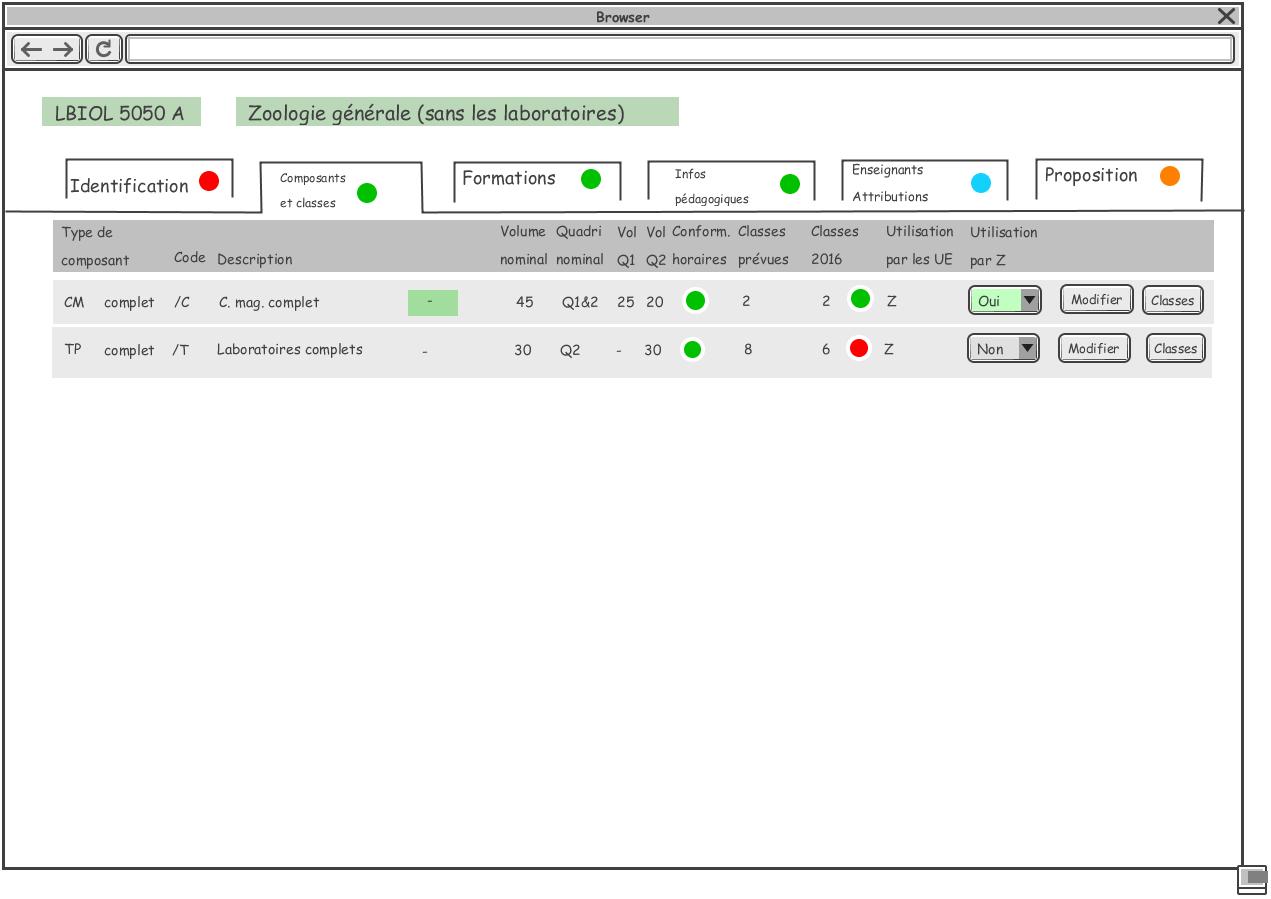 Browser
LBIOL 5050 A Zoologie générale (sans les laboratoires)
Identification
Composants
et classes
Formations
Infos
pédagogiques
Enseignants
Attributions
Proposition
Type de
composant
Code
Description
Volume
nominal
Quadri
nominal
Vol
Q1
Vol
Q2
Conform.
horaires
Classes
prévues
Classes
2016
Utilisation
par les UE
Utilisation
par Z
CM complet /C C. mag. complet - 45 Q1&2 25 20 2 2 Z Oui Modifier Classes
TP complet /T Laboratoires complets - 30 Q2 - 30 8 6 Z Non Modifier Classes